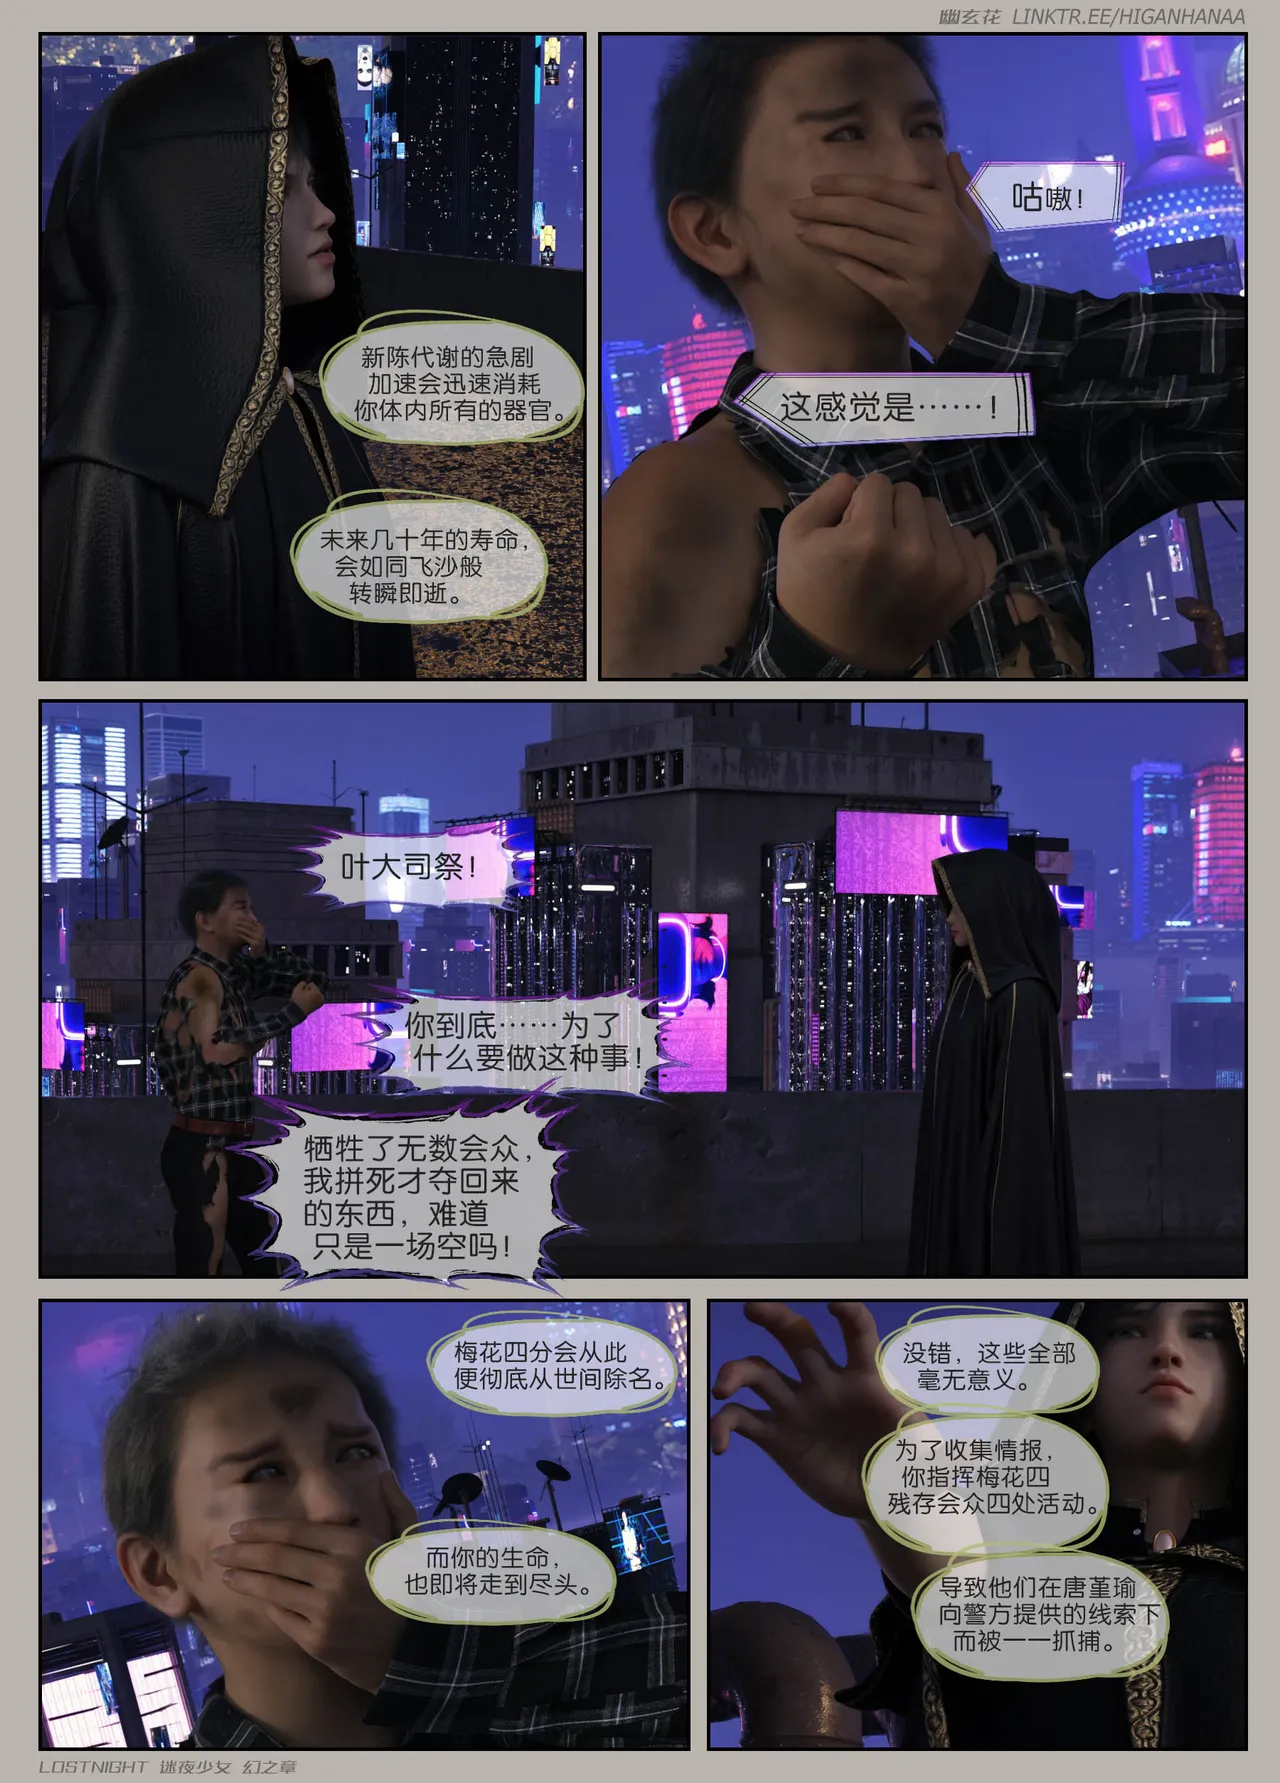 幽玄花 LINKTR.EE/HIGANHANAA
新陈代谢的急剧
加速会迅速消耗
你体内所有的器官。
未来几十年的寿命，
会如同飞沙般
转瞬即逝。
咕嗷！
这感觉是……！
叶大司祭！
你到底……为了
什么要做这种事！
牺牲了无数会众，
我拼死才夺回来
的东西，难道
只是一场空吗！
梅花四分会从此
便彻底从世间除名。
而你的生命，
也即将走到尽头。
没错，这些全部
毫无意义。
为了收集情报，
你指挥梅花四
残存会众四处活动。
导致他们在唐堇瑜
向警方提供的线索下
而被一一抓捕。
LOSTNIGHT 迷夜少女 幻之章